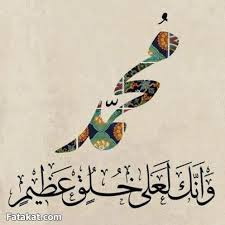 مُحَمَّد
وَإِنَّكَ لَعَلَى خُلُقٍ عَظِيمٍ
Fatakat.com